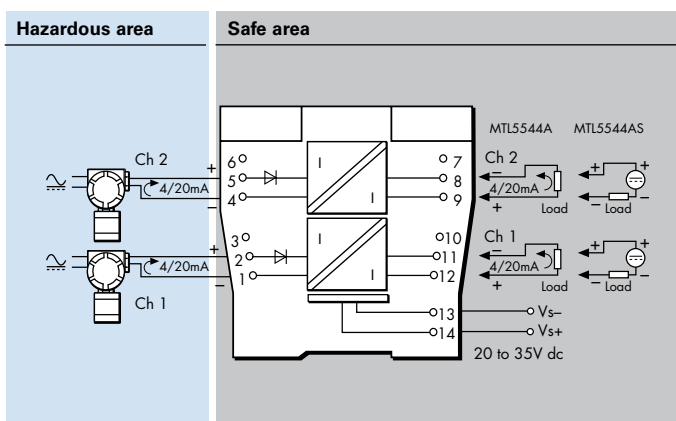 Hazardous area
Safe area
MTL5544A MTL5544AS
Ch 2
+
4/20mA
−
6
5
4
I
I
7
8
9
Ch 2
−
4/20mA
+
Load
+
+
−
−
Load
Ch 1
+
4/20mA
−
3
2
1
I
I
10
11
12
Ch 1
−
4/20mA
+
Load
+
+
−
−
Load
13
14
Vs−
Vs+
20 to 35V dc